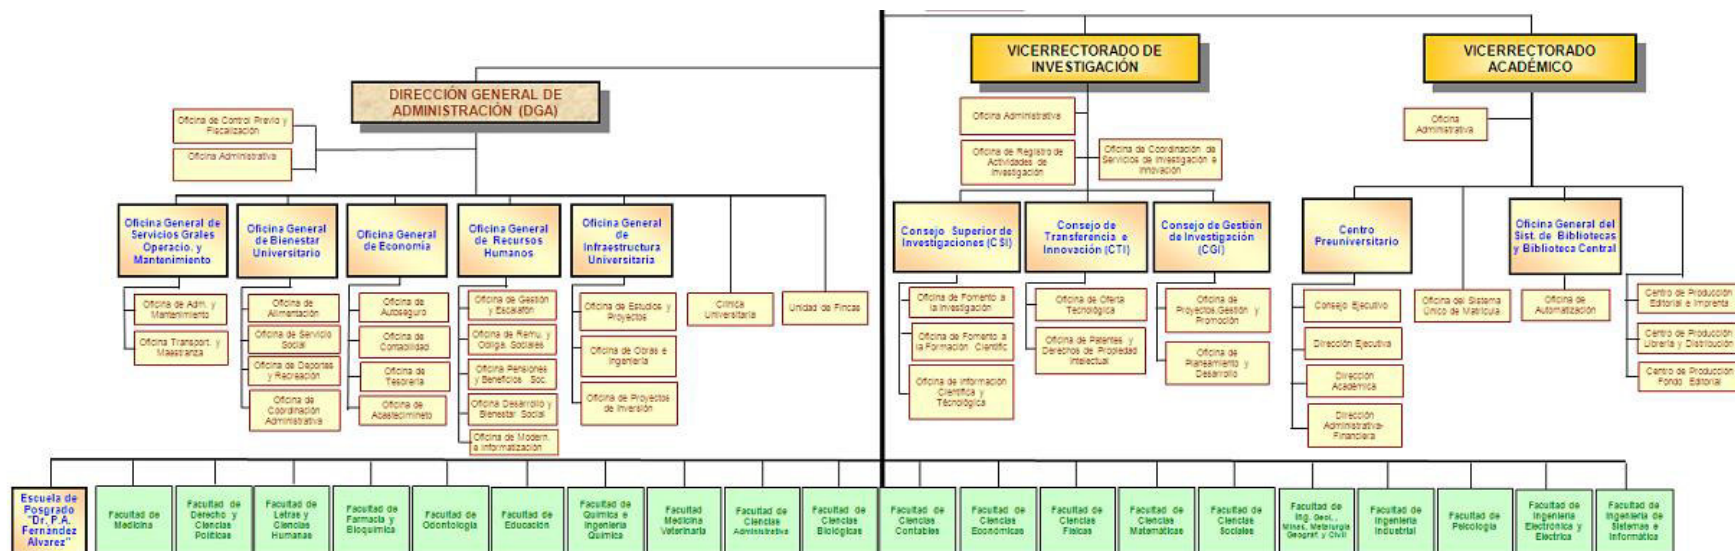 VICERRECTORADO DE
INVESTIGACIÓN
VICERRECTORADO
ACADÉMICO
DIRECCIÓN GENERAL DE
ADMINISTRACIÓN (DGA)
Oficina de Control Previo y
Fiscalización
Oficina Administrativa
Oficina Administrativa
Oficina de Registro de
Actividades de
Investigación
Oficina de Coordinación de
Servicios de Investigación e
Innovación
Oficina
Administrativa
Oficina General de
Servicios Grales
Operacio. y
Mantenimiento
Oficina General
de Bienestar
Universitario
Oficina General
de Economía
Oficina General
de Recursos
Humanos
Oficina General
de
Infraestructura
Universitaria
Consejo Superior de
Investigaciones (CSI)
Consejo de
Transferencia e
Innovación (CTI)
Consejo de Gestión
de Investigación
(CGI)
Centro
Preuniversitario
Oficina General del
Sist. de Bibliotecas
y Biblioteca Central
Oficina de Adm. y
Mantenimiento
Oficina Transport. y
Maestranza
Oficina de
Alimentación
Oficina de Servicio
Social
Oficina de Deportes
y Recreación
Oficina de
Coordinación
Administrativa
Oficina de
Autoseguro
Oficina de
Contabilidad
Oficina de
Tesorería
Oficina de
Abastecimineto
Oficina de Gestión
y Escalafón
Oficina de Remu. y
Obliga. Sociales
Oficina Pensiones
y Beneficios Soc.
Oficina Desarrollo y
Bienestar Social
Oficina de Modern.
e Informatización
Oficina de Estudios y
Proyectos
Oficina de Obras e
Ingeniería
Oficina de Proyectos
de Inversión
Clínica
Universitaria
Unidad de Fincas
Oficina de Fomento a
la Investigación
Oficina de Fomento a
la Formación Científic
Oficina de Información
Científica y
Técnológica
Oficina de Oferta
Tecnológica
Oficina de Patentes y
Derechos de Propiedad
Intelectual
Oficina de
Proyectos,Gestión y
Promoción
Oficina de
Planeamiento y
Desarrollo
Consejo Ejecutivo
Dirección Ejecutiva
Dirección
Académica
Dirección
Administrativa-
Financiera
Oficina del Sistema
Único de Matrícula
Oficina de
Automatización
Centro de Producción
Editorial e Imprenta
Centro de Producción
Librería y Distribución
Centro de Producción
Fondo Editorial
Escuela de
Posgrado
"Dr. P.A.
Fernández
Alvarez"
Facultad de
Medicina
Facultad de
Derecho y
Ciencias
Políticas
Facultad de
Letras y
Ciencias
Humanas
Facultad de
Farmacia y
Bioquímica
Facultad de
Odontología
Facultad de
Educación
Facultad de
Química e
Ingeniería
Química
Facultad
Medicina
Veterinaria
Facultad de
Ciencias
Administrativa
Facultad de
Ciencias
Biológicas
Facultad de
Ciencias
Contables
Facultad de
Ciencias
Económicas
Facultad de
Ciencias
Físicas
Facultad de
Ciencias
Matemáticas
Facultad de
Ciencias
Sociales
Facultad de
Ing. Geol.,
Minas, Metalurgia
Geográf. y Civil
Facultad de
Ingeniería
Industrial
Facultad de
Psicología
Facultad de
Ingeniería
Electrónica y
Electrica
Facultad de
Ingeniería de
Sistemas e
Informática